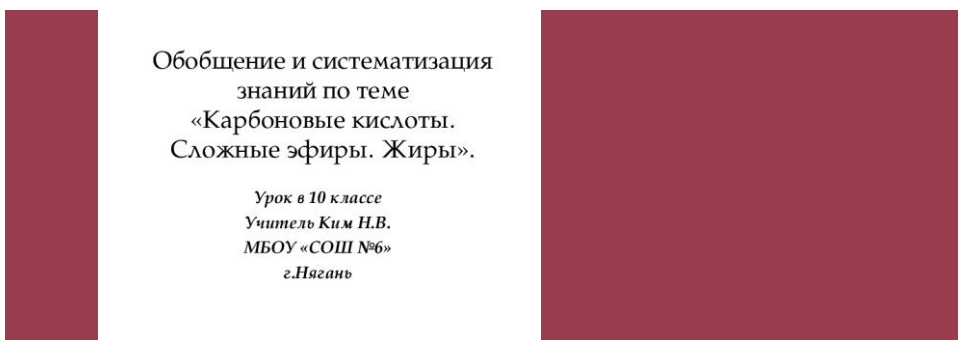 Обобщение и систематизация
знаний по теме
«Карбоновые кислоты.
Сложные эфиры. Жиры».
Урок в 10 классе
Учитель Ким Н.В.
МБОУ «СОШ №6»
г.Нягань